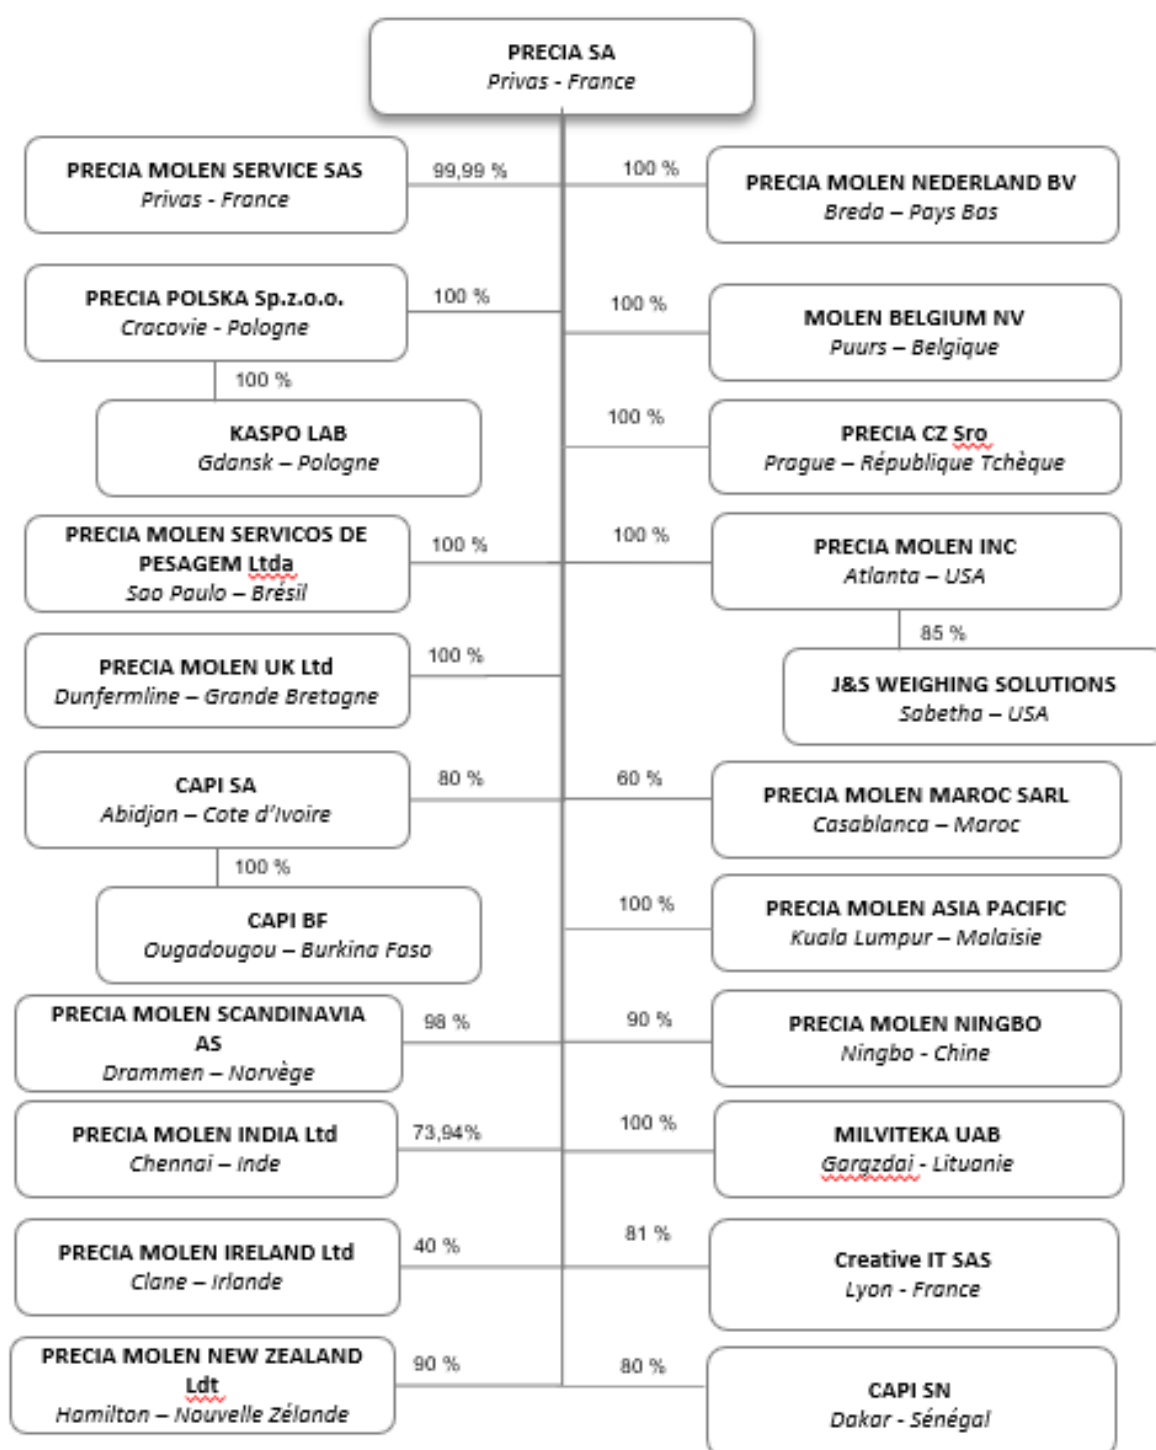 PRECIA SA
Privas - France
PRECIA MOLEN SERVICE SAS
Privas - France
99,99 %
100 %
PRECIA MOLEN NEDERLAND BV
Breda – Pays Bas
PRECIA POLSKA Sp.z.o.o.
Cracovie - Pologne
100 %
100 %
MOLEN BELGIUM NV
Puurs – Belgique
100 %
KASPO LAB
Gdansk – Pologne
100 %
PRECIA CZ Sro
Prague – République Tchèque
PRECIA MOLEN SERVICOS DE
PESAGEM Ltda
Sao Paulo – Brésil
100 %
100 %
PRECIA MOLEN INC
Atlanta – USA
85 %
J&S WEIGHING SOLUTIONS
Sabetha – USA
PRECIA MOLEN UK Ltd
Dunfermline – Grande Bretagne
100 %
CAPI SA
Abidjan – Cote d'Ivoire
80 %
60 %
PRECIA MOLEN MAROC SARL
Casablanca – Maroc
100 %
CAPI BF
Ougadougou – Burkina Faso
100 %
PRECIA MOLEN ASIA PACIFIC
Kuala Lumpur – Malaisie
PRECIA MOLEN SCANDINAVIA
AS
Drammen – Norvège
98 %
90 %
PRECIA MOLEN NINGBO
Ningbo - Chine
PRECIA MOLEN INDIA Ltd
Chennai – Inde
73,94%
100 %
MILVITEKA UAB
Gargzdai - Lituanie
PRECIA MOLEN IRELAND Ltd
Clane – Irlande
40 %
81 %
Creative IT SAS
Lyon - France
PRECIA MOLEN NEW ZEALAND
Ldt
Hamilton – Nouvelle Zélande
90 %
80 %
CAPI SN
Dakar - Sénégal